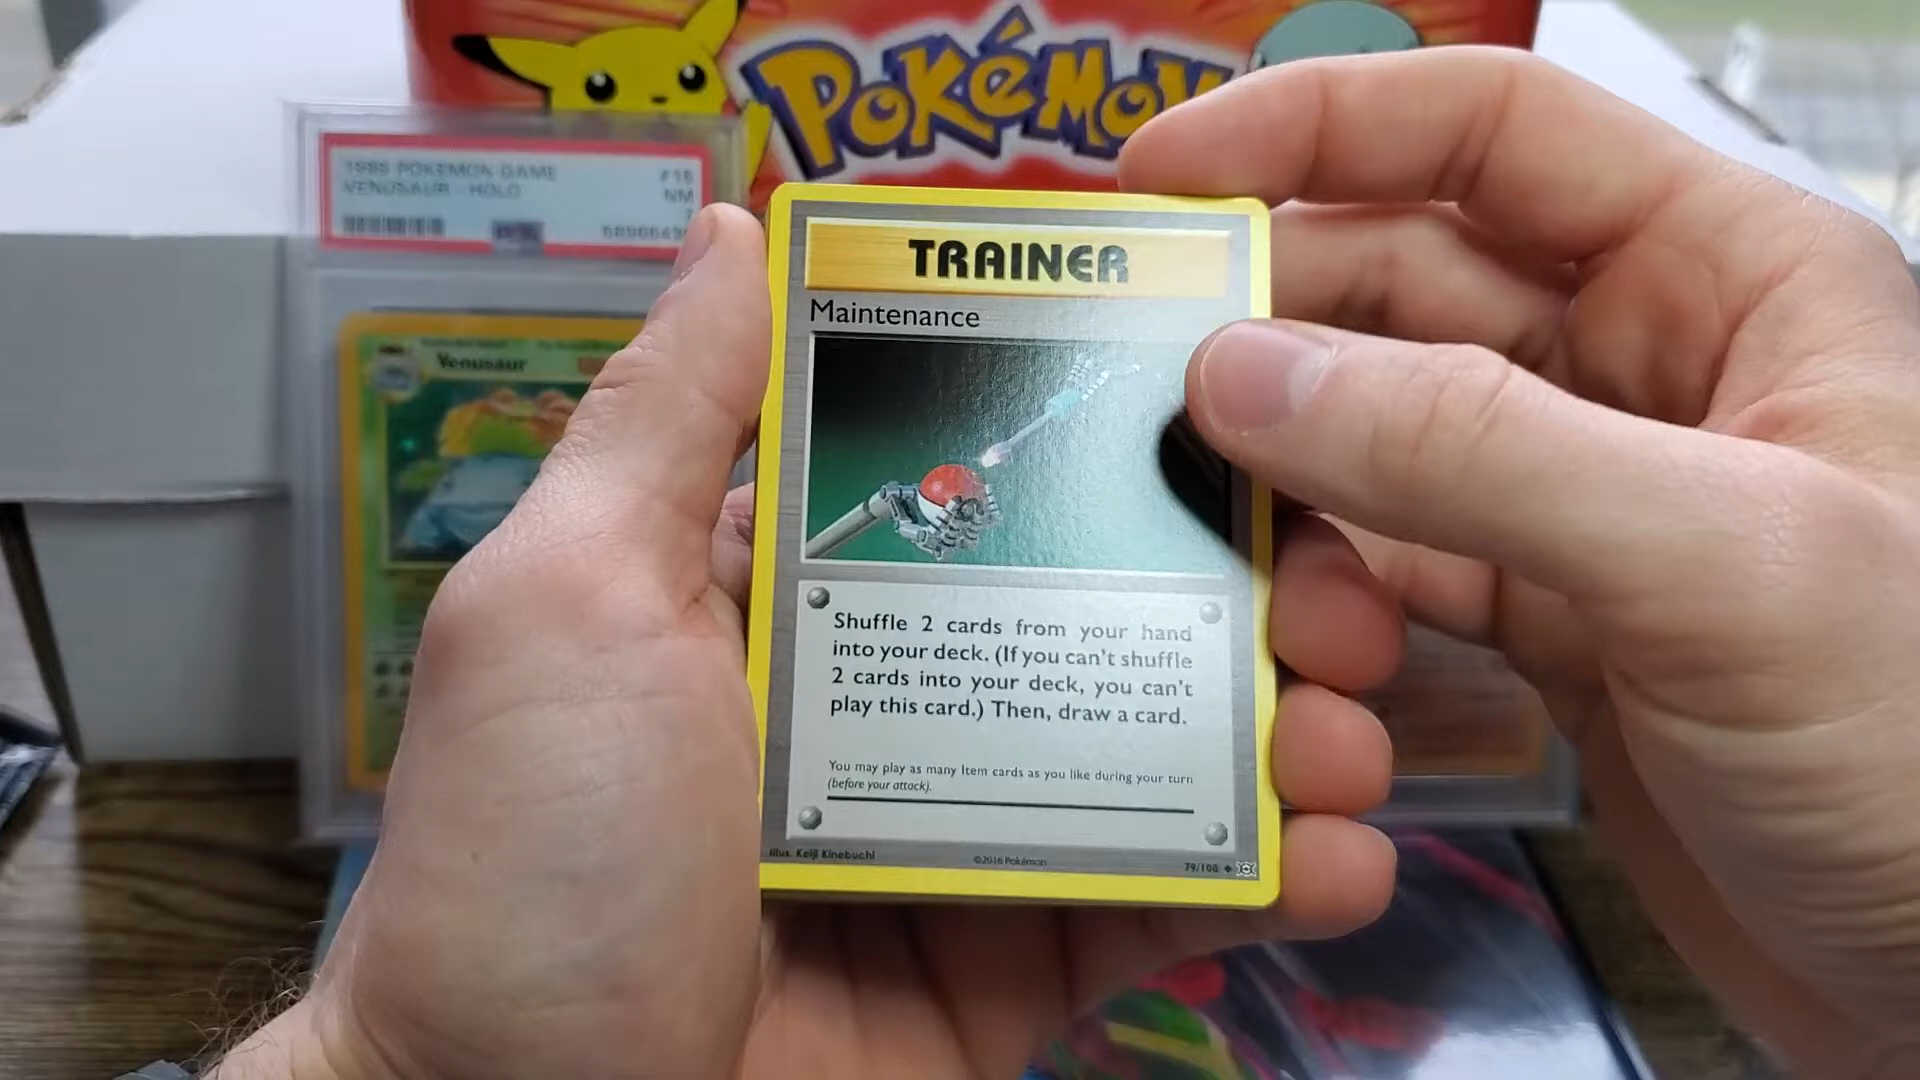 POKéMON
1999 POKEMON GAME #15
VENUSAUR - HOLO NM
7
Venusaur
TRAINER
Maintenance
Shuffle 2 cards from your hand
into your deck. (If you can't shuffle
2 cards into your deck, you can't
play this card.) Then, draw a card.
You may play as many Item cards as you like during your turn
(before your attack).
Illus. Keiji Kinebuchi ©2016 Pokémon 79/108